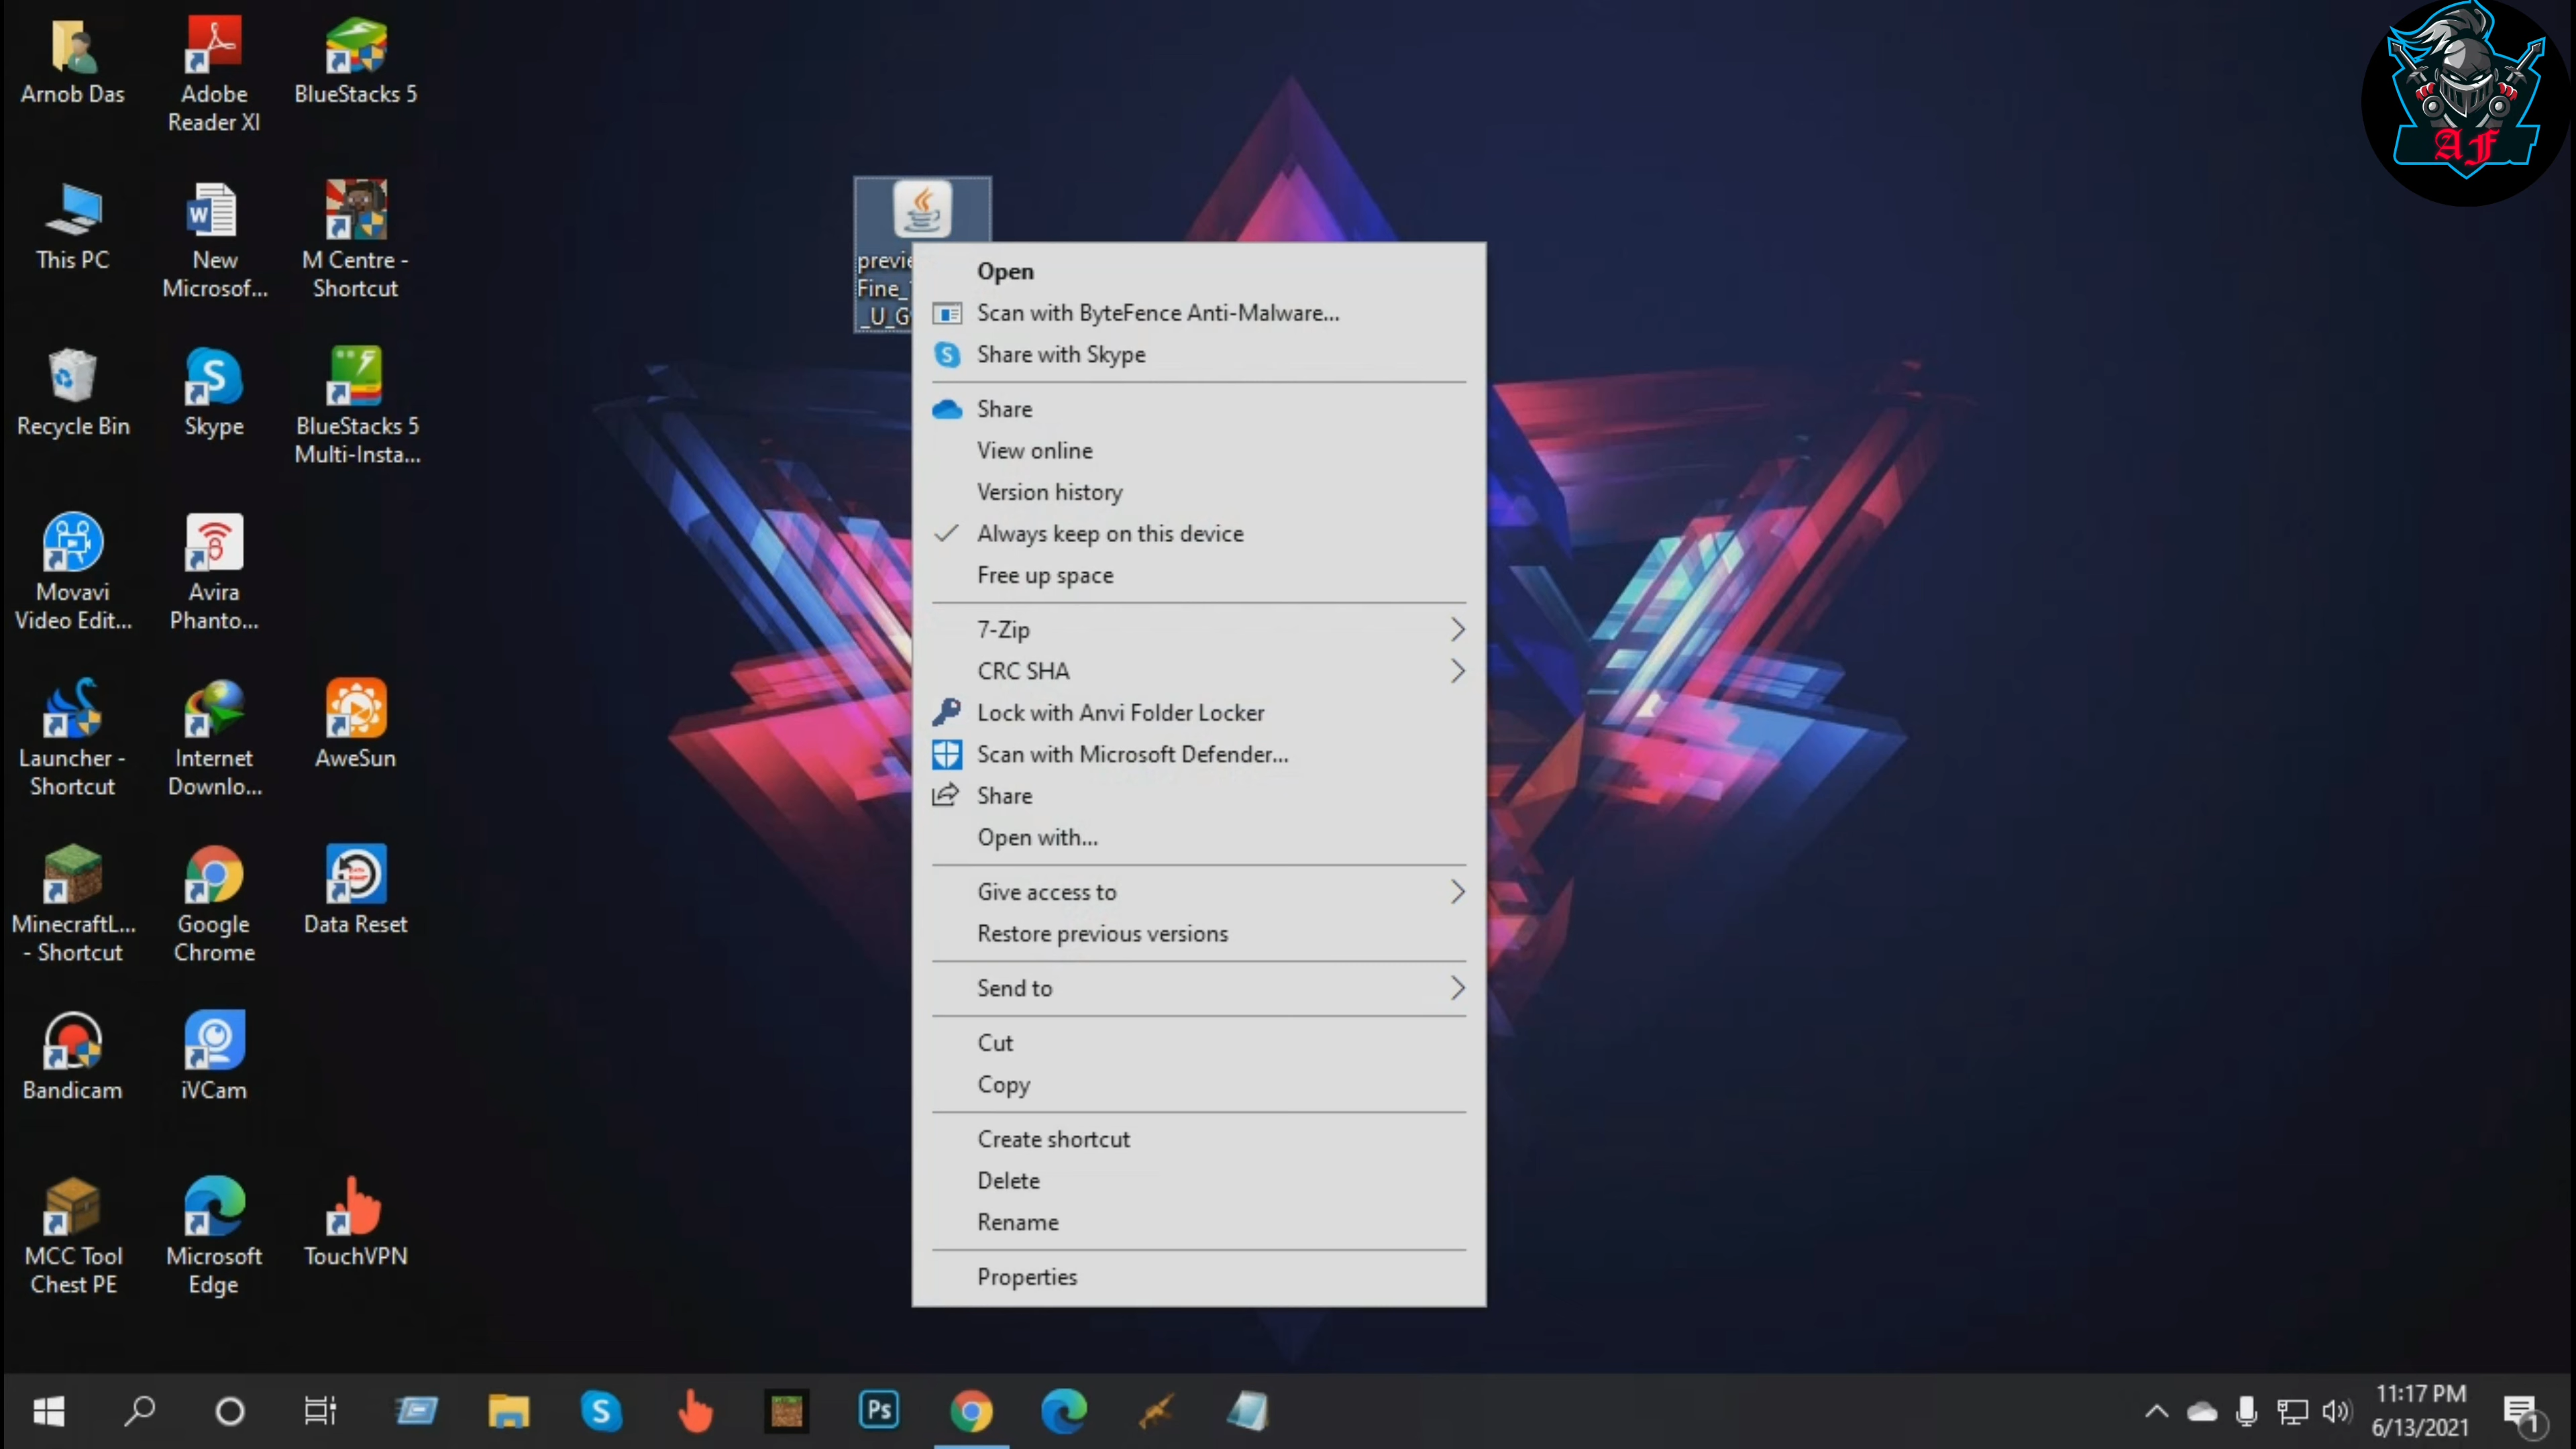 Arnob Das
Adobe
Reader XI
BlueStacks 5
This PC
New
Microsof...
M Centre -
Shortcut
Recycle Bin
Skype
BlueStacks 5
Multi-Insta...
Movavi
Video Edit...
Avira
Phanto...
Launcher -
Shortcut
Internet
Downlo...
AweSun
MinecraftL...
- Shortcut
Google
Chrome
Data Reset
Bandicam
iVCam
MCC Tool
Chest PE
Microsoft
Edge
TouchVPN
Fine_
_U_G
Open
Scan with ByteFence Anti-Malware...
Share with Skype
Share
View online
Version history
Always keep on this device
Free up space
7-Zip
CRC SHA
Lock with Anvi Folder Locker
Scan with Microsoft Defender...
Share
Open with...
Give access to
Restore previous versions
Send to
Cut
Copy
Create shortcut
Delete
Rename
Properties
AF
Ps
11:17 PM
6/13/2021
1